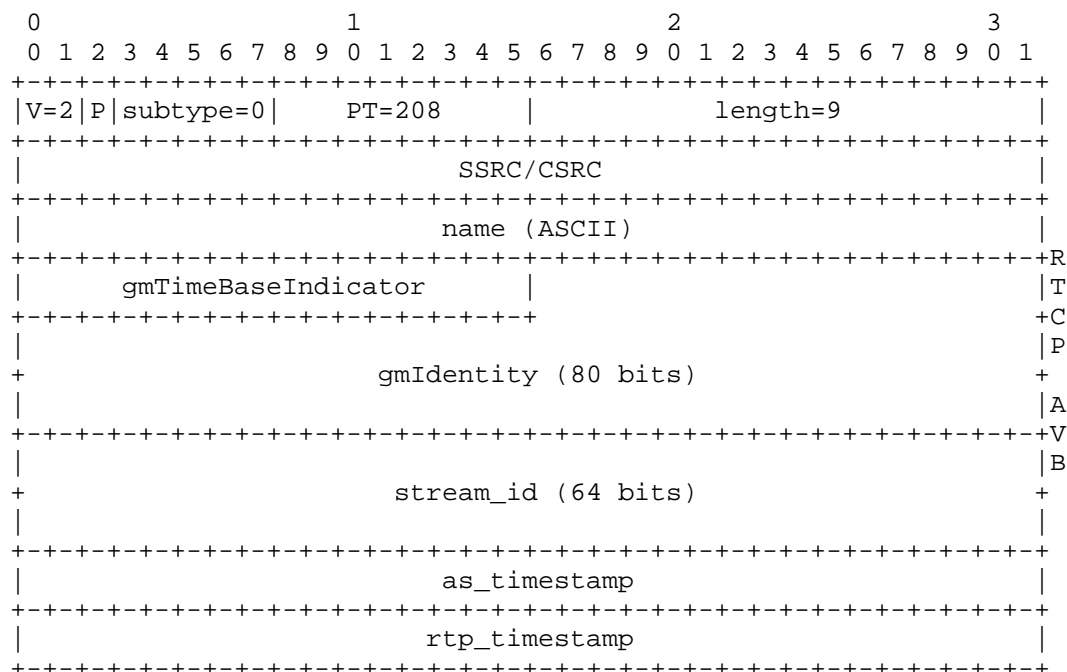 0                   1                   2                   3
 0 1 2 3 4 5 6 7 8 9 0 1 2 3 4 5 6 7 8 9 0 1 2 3 4 5 6 7 8 9 0 1
+-+-+-+-+-+-+-+-+-+-+-+-+-+-+-+-+-+-+-+-+-+-+-+-+-+-+-+-+-+-+-+-+
|V=2|P|subtype=0|    PT=208     |           length=9            |
+-+-+-+-+-+-+-+-+-+-+-+-+-+-+-+-+-+-+-+-+-+-+-+-+-+-+-+-+-+-+-+-+
|                           SSRC/CSRC                           |
+-+-+-+-+-+-+-+-+-+-+-+-+-+-+-+-+-+-+-+-+-+-+-+-+-+-+-+-+-+-+-+-+
|                          name (ASCII)                         |
+-+-+-+-+-+-+-+-+-+-+-+-+-+-+-+-+-+-+-+-+-+-+-+-+-+-+-+-+-+-+-+-+R
|      gmTimeBaseIndicator      |                               |T
+-+-+-+-+-+-+-+-+-+-+-+-+-+-+-+-+                               +C
|                                                               |P
+                      gmIdentity (80 bits)                     +
|                                                               |A
+-+-+-+-+-+-+-+-+-+-+-+-+-+-+-+-+-+-+-+-+-+-+-+-+-+-+-+-+-+-+-+-+V
|                                                               |B
+                       stream_id (64 bits)                     +
|                                                               |
+-+-+-+-+-+-+-+-+-+-+-+-+-+-+-+-+-+-+-+-+-+-+-+-+-+-+-+-+-+-+-+-+
|                          as_timestamp                         |
+-+-+-+-+-+-+-+-+-+-+-+-+-+-+-+-+-+-+-+-+-+-+-+-+-+-+-+-+-+-+-+-+
|                         rtp_timestamp                         |
+-+-+-+-+-+-+-+-+-+-+-+-+-+-+-+-+-+-+-+-+-+-+-+-+-+-+-+-+-+-+-+-+